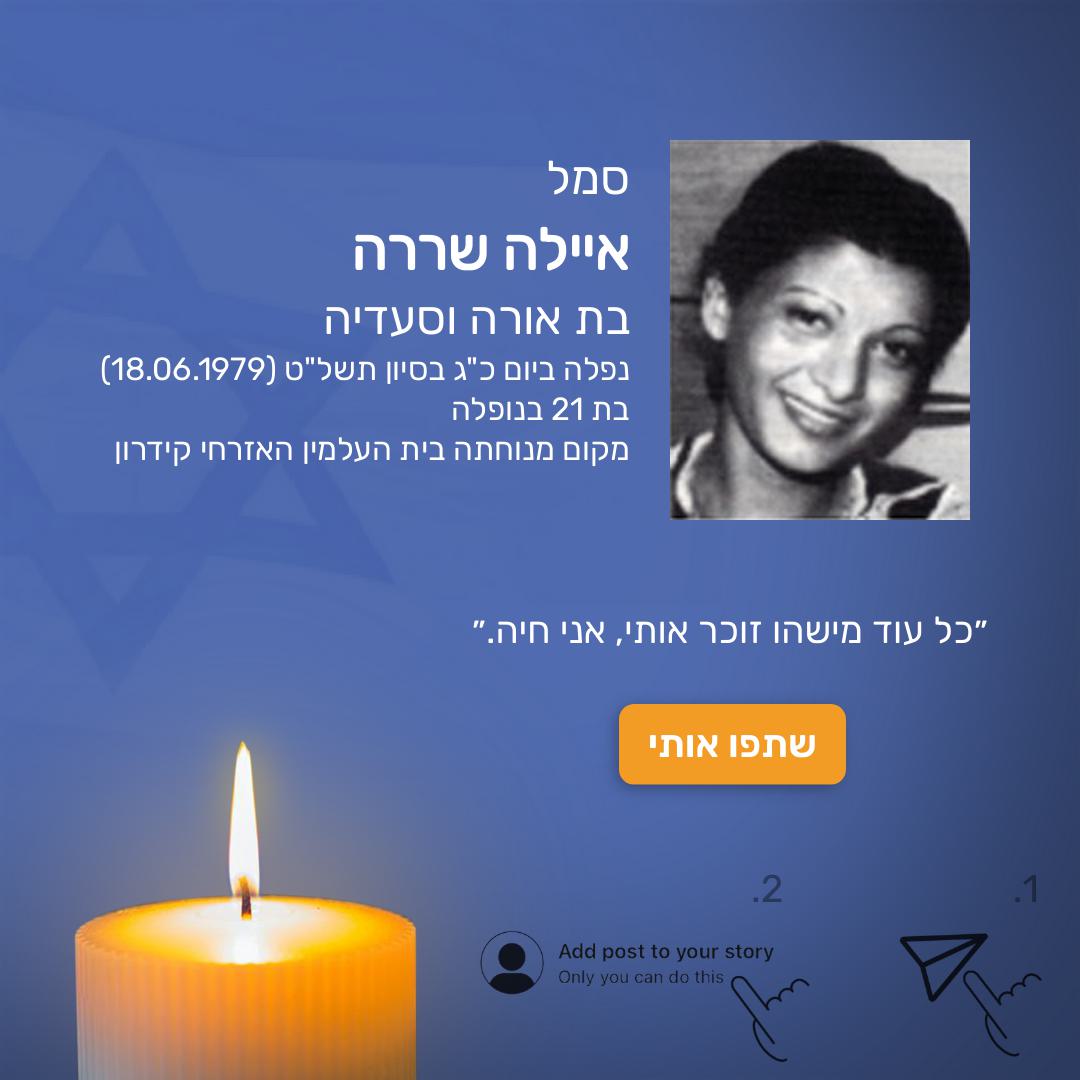 סמל
איילה שררה
בת אורה וסעדיה
נפלה ביום כ"ג בסיון תשל"ט (18.06.1979)
בת 21 בנופלה
מקום מנוחתה בית העלמין האזרחי קידרון
״כל עוד מישהו זוכר אותי, אני חיה.״
שתפו אותי
.1
.2
Add post to your story
Only you can do this